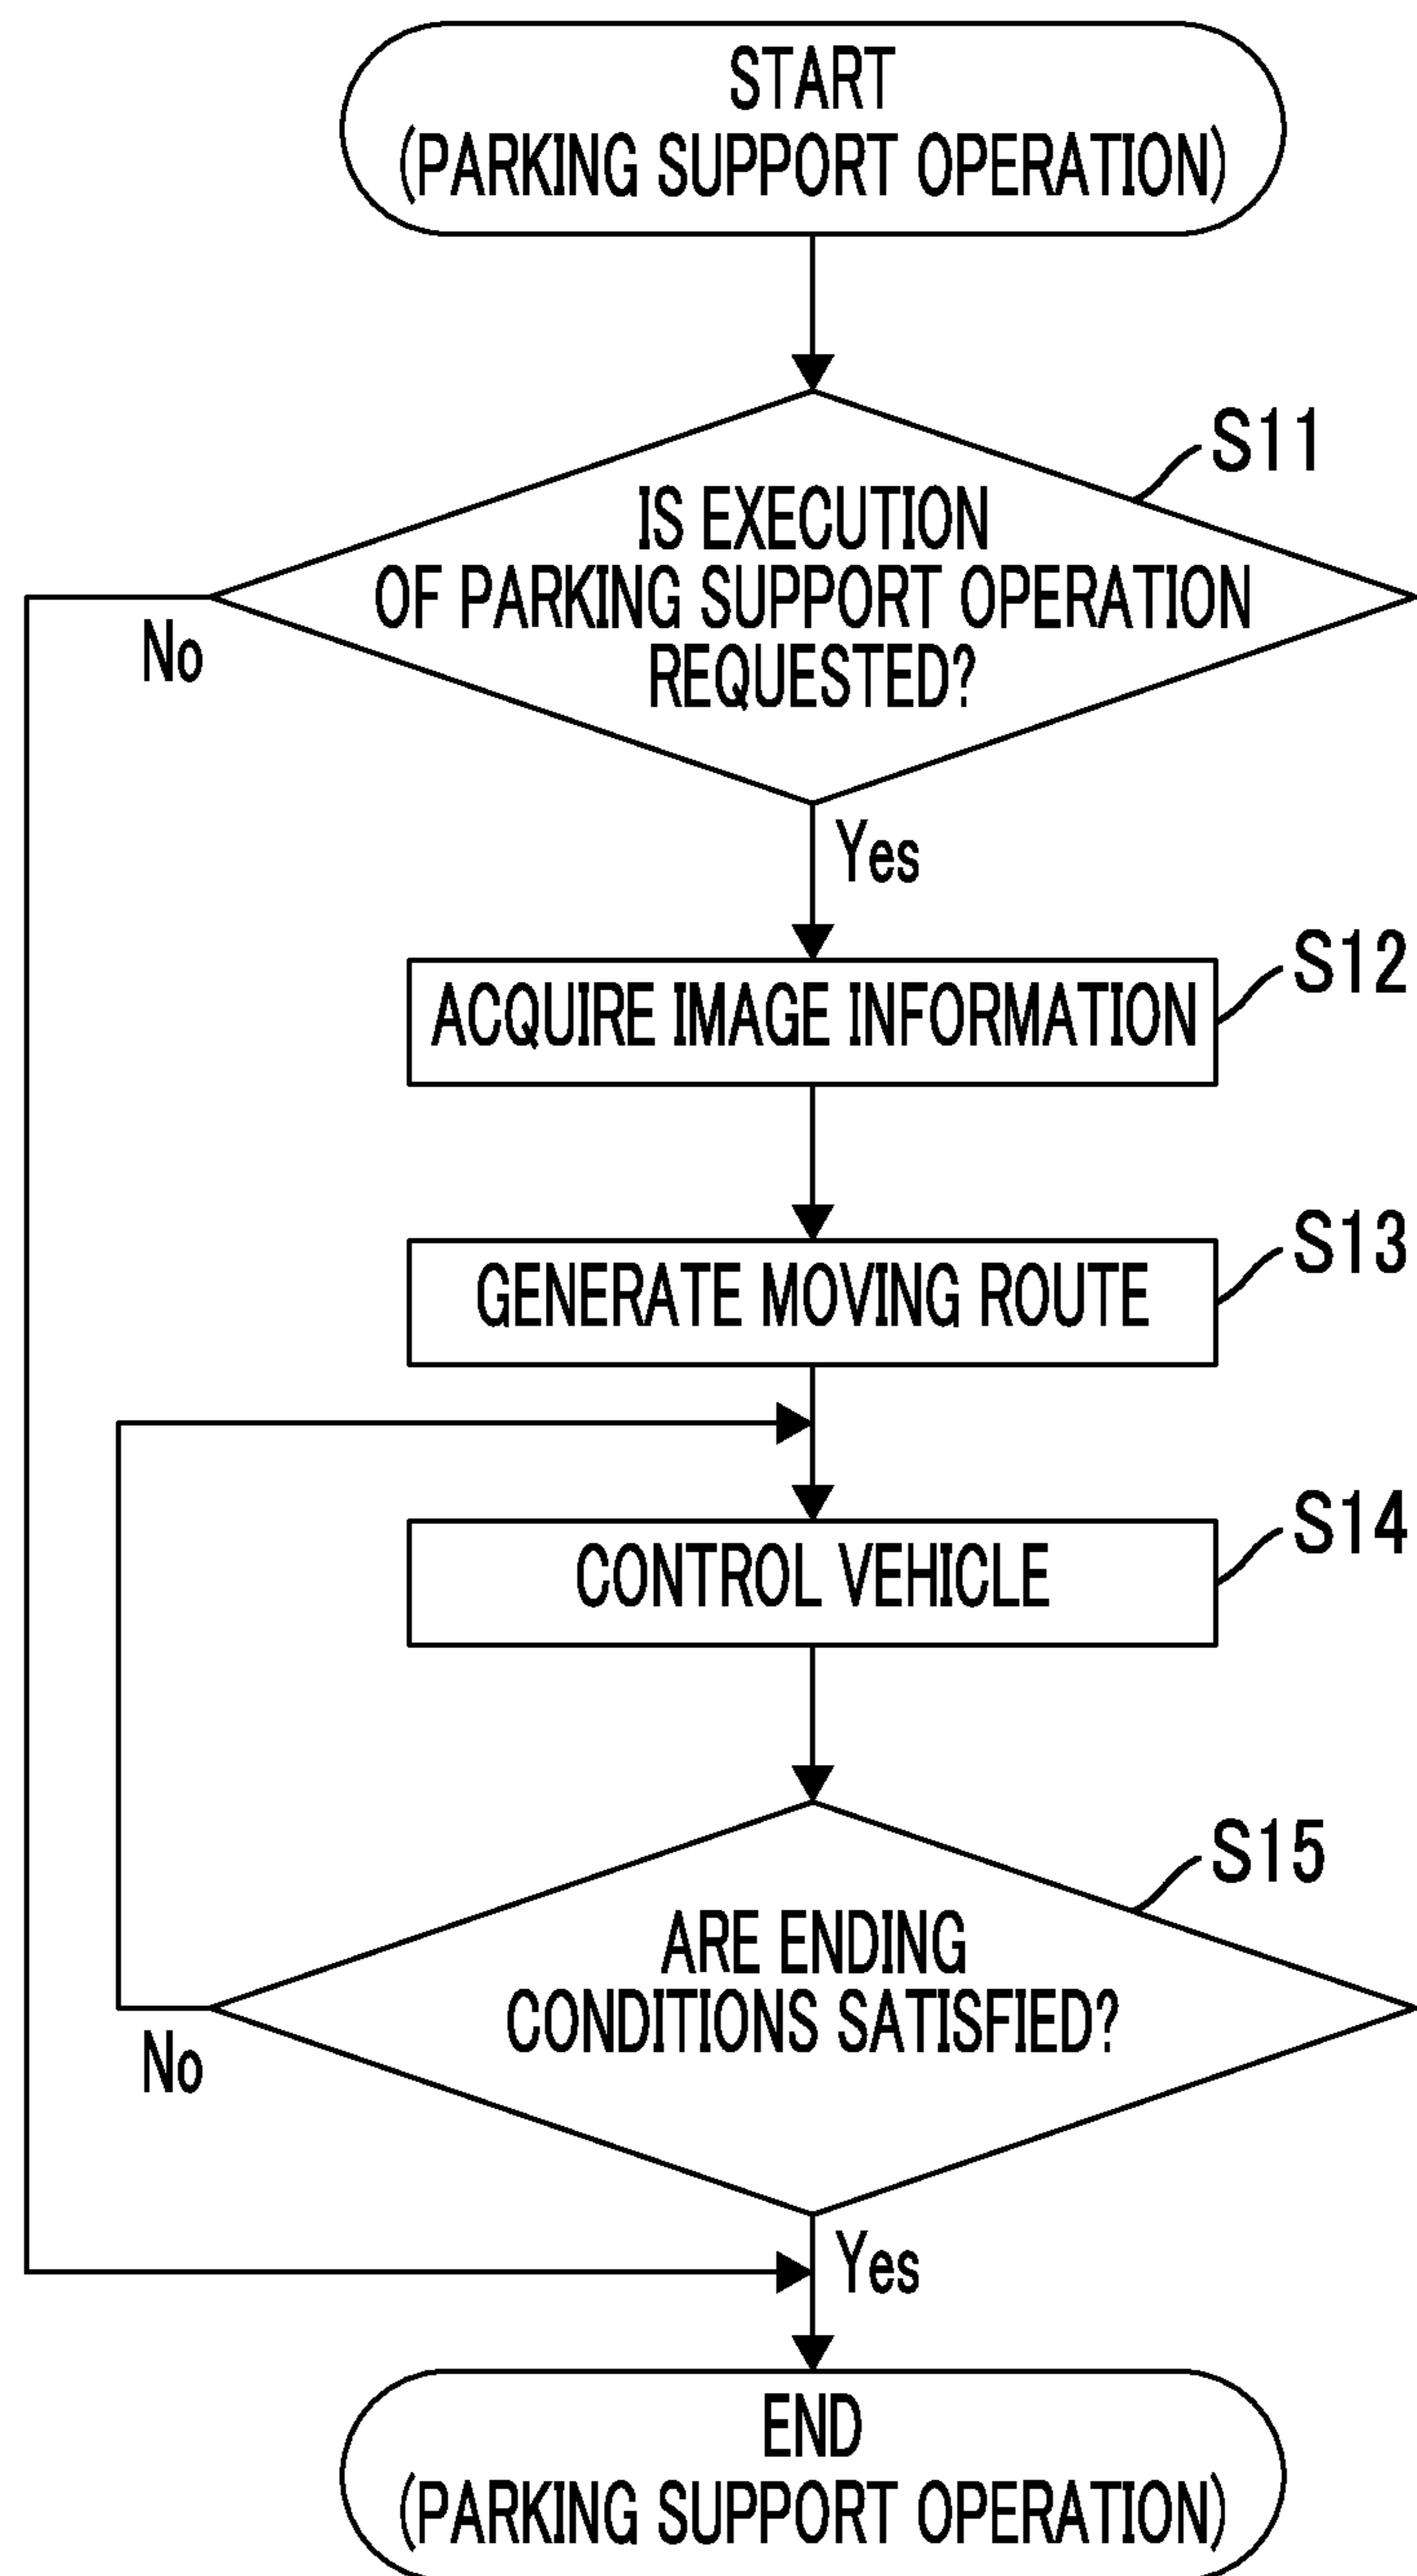 START
(PARKING SUPPORT OPERATION)
S11
IS EXECUTION
OF PARKING SUPPORT OPERATION
REQUESTED?
No
Yes
S12
ACQUIRE IMAGE INFORMATION
S13
GENERATE MOVING ROUTE
S14
CONTROL VEHICLE
S15
ARE ENDING
CONDITIONS SATISFIED?
No
Yes
END
(PARKING SUPPORT OPERATION)